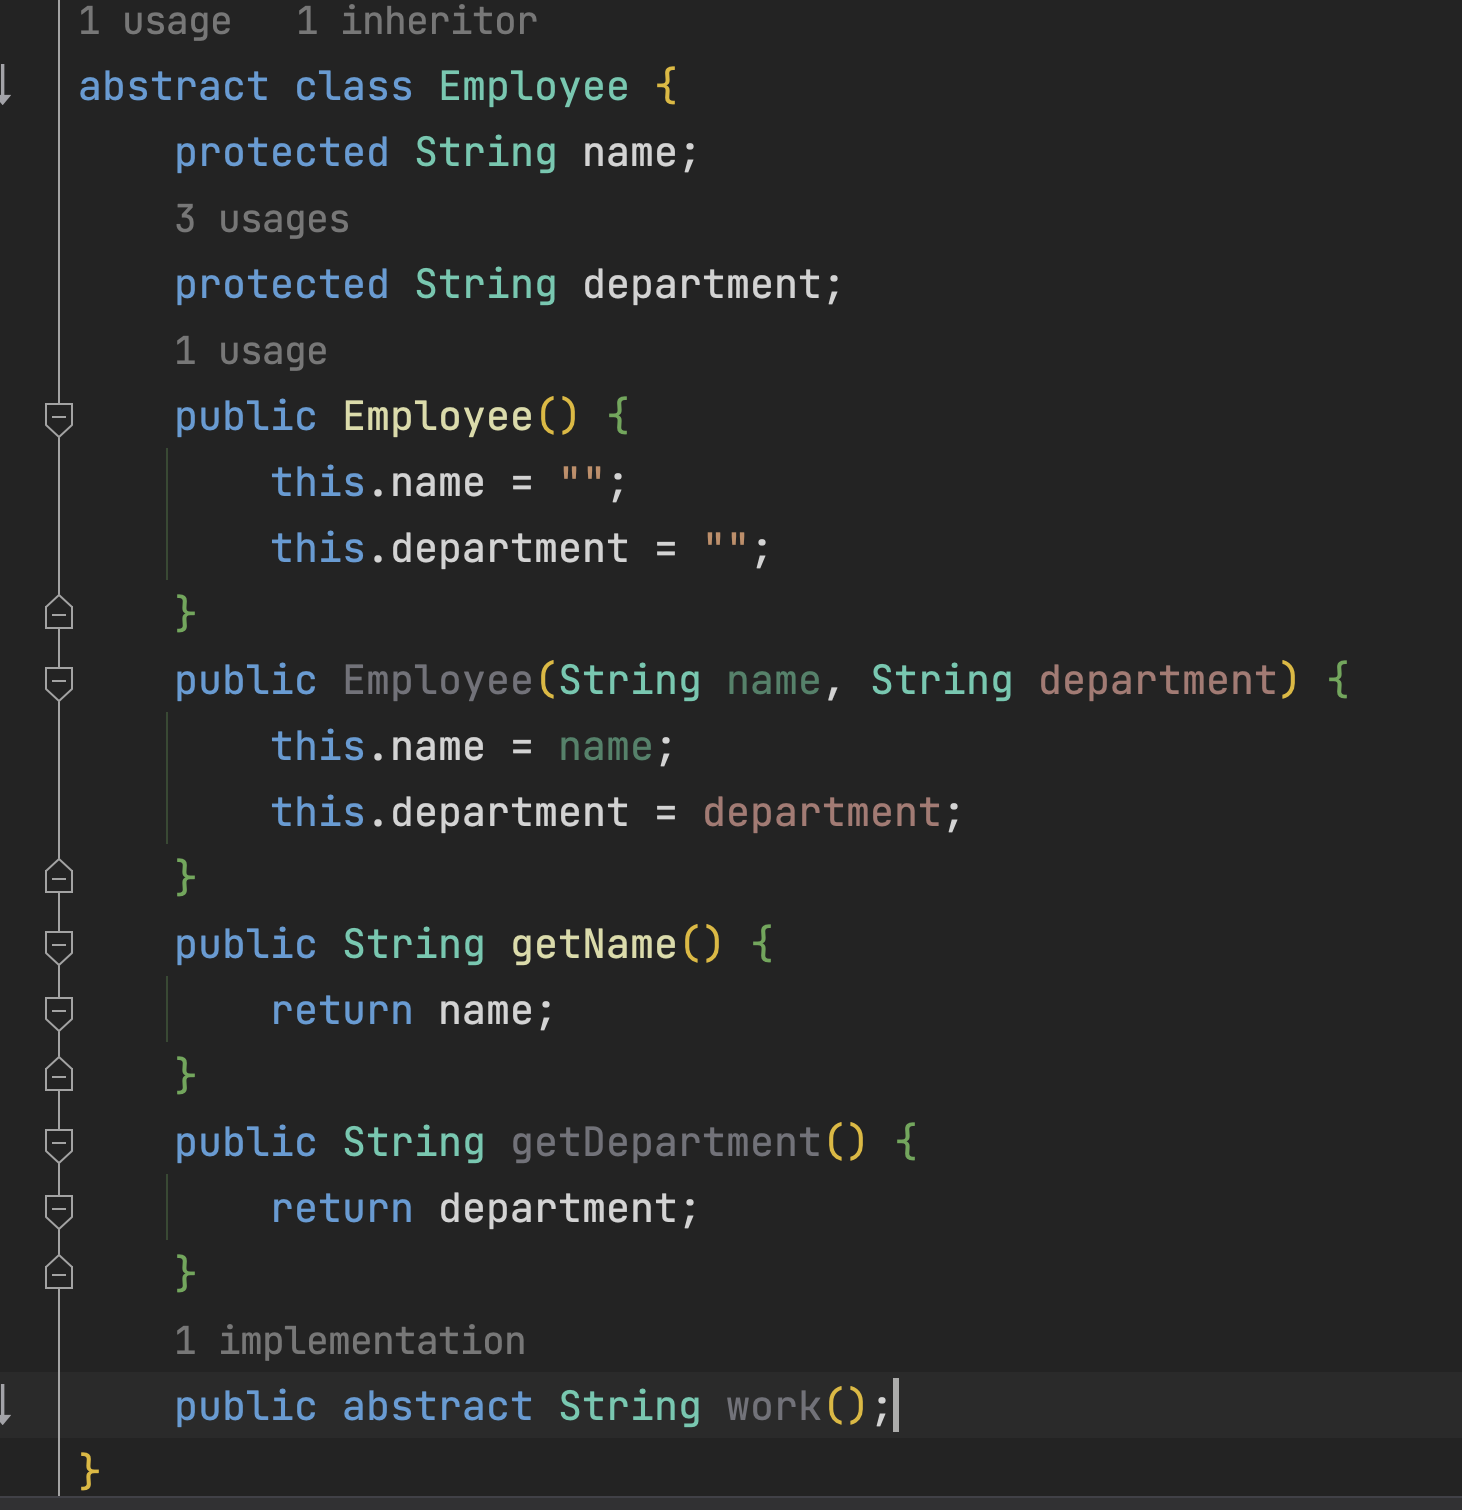 1 usage   1 inheritor
abstract class Employee {
    protected String name;
    3 usages
    protected String department;
    1 usage
    public Employee() {
        this.name = "";
        this.department = "";
    }
    public Employee(String name, String department) {
        this.name = name;
        this.department = department;
    }
    public String getName() {
        return name;
    }
    public String getDepartment() {
        return department;
    }
    1 implementation
    public abstract String work();
}